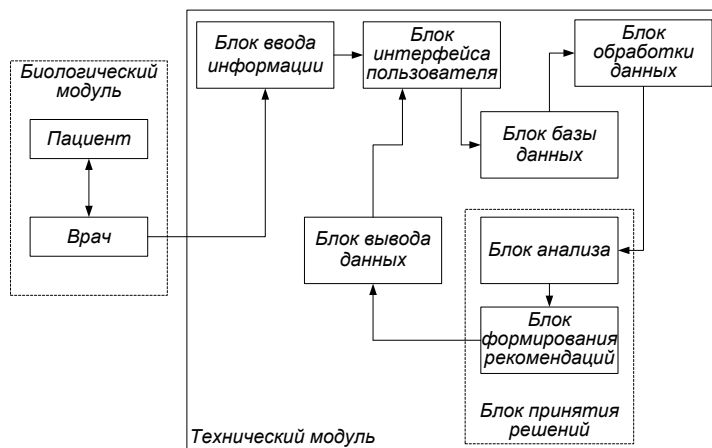 Биологический
модуль
Пациент
Врач
Блок ввода
информации
Блок
интерфейса
пользователя
Блок
обработки
данных
Блок базы
данных
Блок вывода
данных
Блок анализа
Блок
формирования
рекомендаций
Блок принятия
решений
Технический модуль